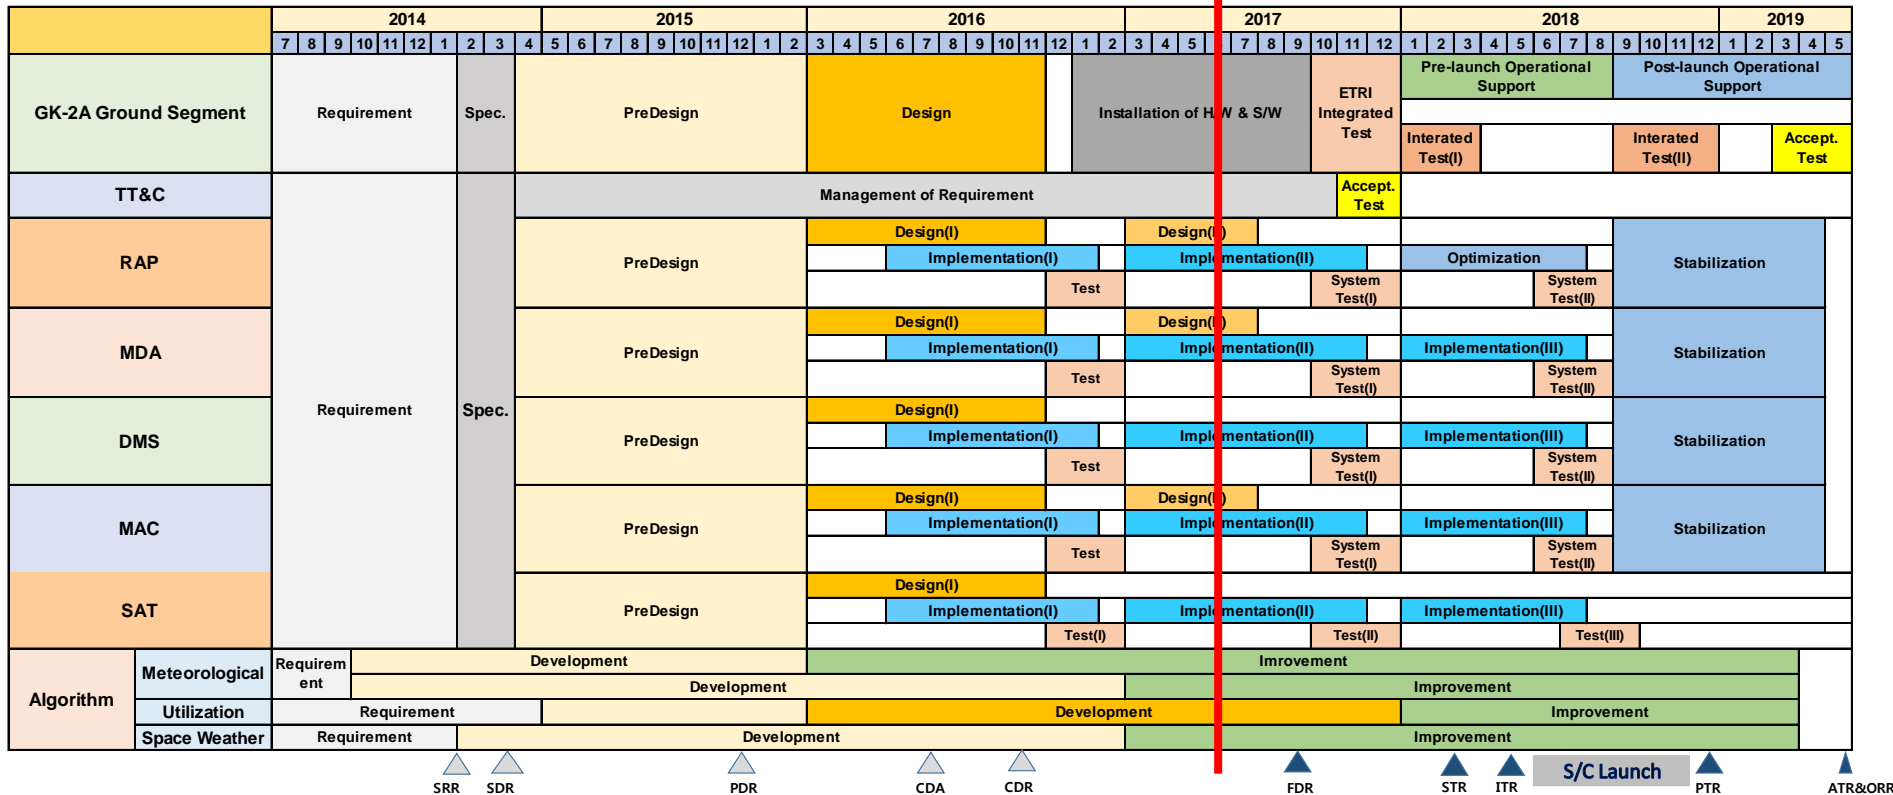 2014 2015 2016 2017 2018 2019
7 8 9 10 11 12 1 2 3 4 5 6 7 8 9 10 11 12 1 2 3 4 5 6 7 8 9 10 11 12 1 2 3 4 5 7 8 9 10 11 12 1 2 3 4 5 6 7 8 9 10 11 12 1 2 3 4 5
GK-2A Ground Segment
Requirement
Spec.
PreDesign
Design
Installation of H/W & S/W
ETRI
Integrated
Test
Pre-launch Operational
Support
Post-launch Operational
Support
Interated
Test(I)
Interated
Test(II)
Accept.
Test
TT&C
Requirement
Spec.
Management of Requirement
Accept.
Test
RAP
PreDesign
Design(I)
Design(II)
Implementation(I)
Implementation(II)
Optimization
Test
System
Test(I)
System
Test(II)
Stabilization
MDA
PreDesign
Design(I)
Design(II)
Implementation(I)
Implementation(II)
Implementation(III)
Test
System
Test(I)
System
Test(II)
Stabilization
DMS
PreDesign
Design(I)
Implementation(I)
Implementation(II)
Implementation(III)
Test
System
Test(I)
System
Test(II)
Stabilization
MAC
PreDesign
Design(I)
Design(II)
Implementation(I)
Implementation(II)
Implementation(III)
Test
System
Test(I)
System
Test(II)
Stabilization
SAT
PreDesign
Design(I)
Implementation(I)
Implementation(II)
Implementation(III)
Test(I)
Test(II)
Test(III)
Algorithm
Meteorological
Requirem
ent
Development
Imrovement
Development
Improvement
Utilization
Requirement
Development
Improvement
Space Weather
Requirement
Development
Improvement
SRR
SDR
PDR
CDA
CDR
FDR
STR
ITR
S/C Launch
PTR
ATR&ORR